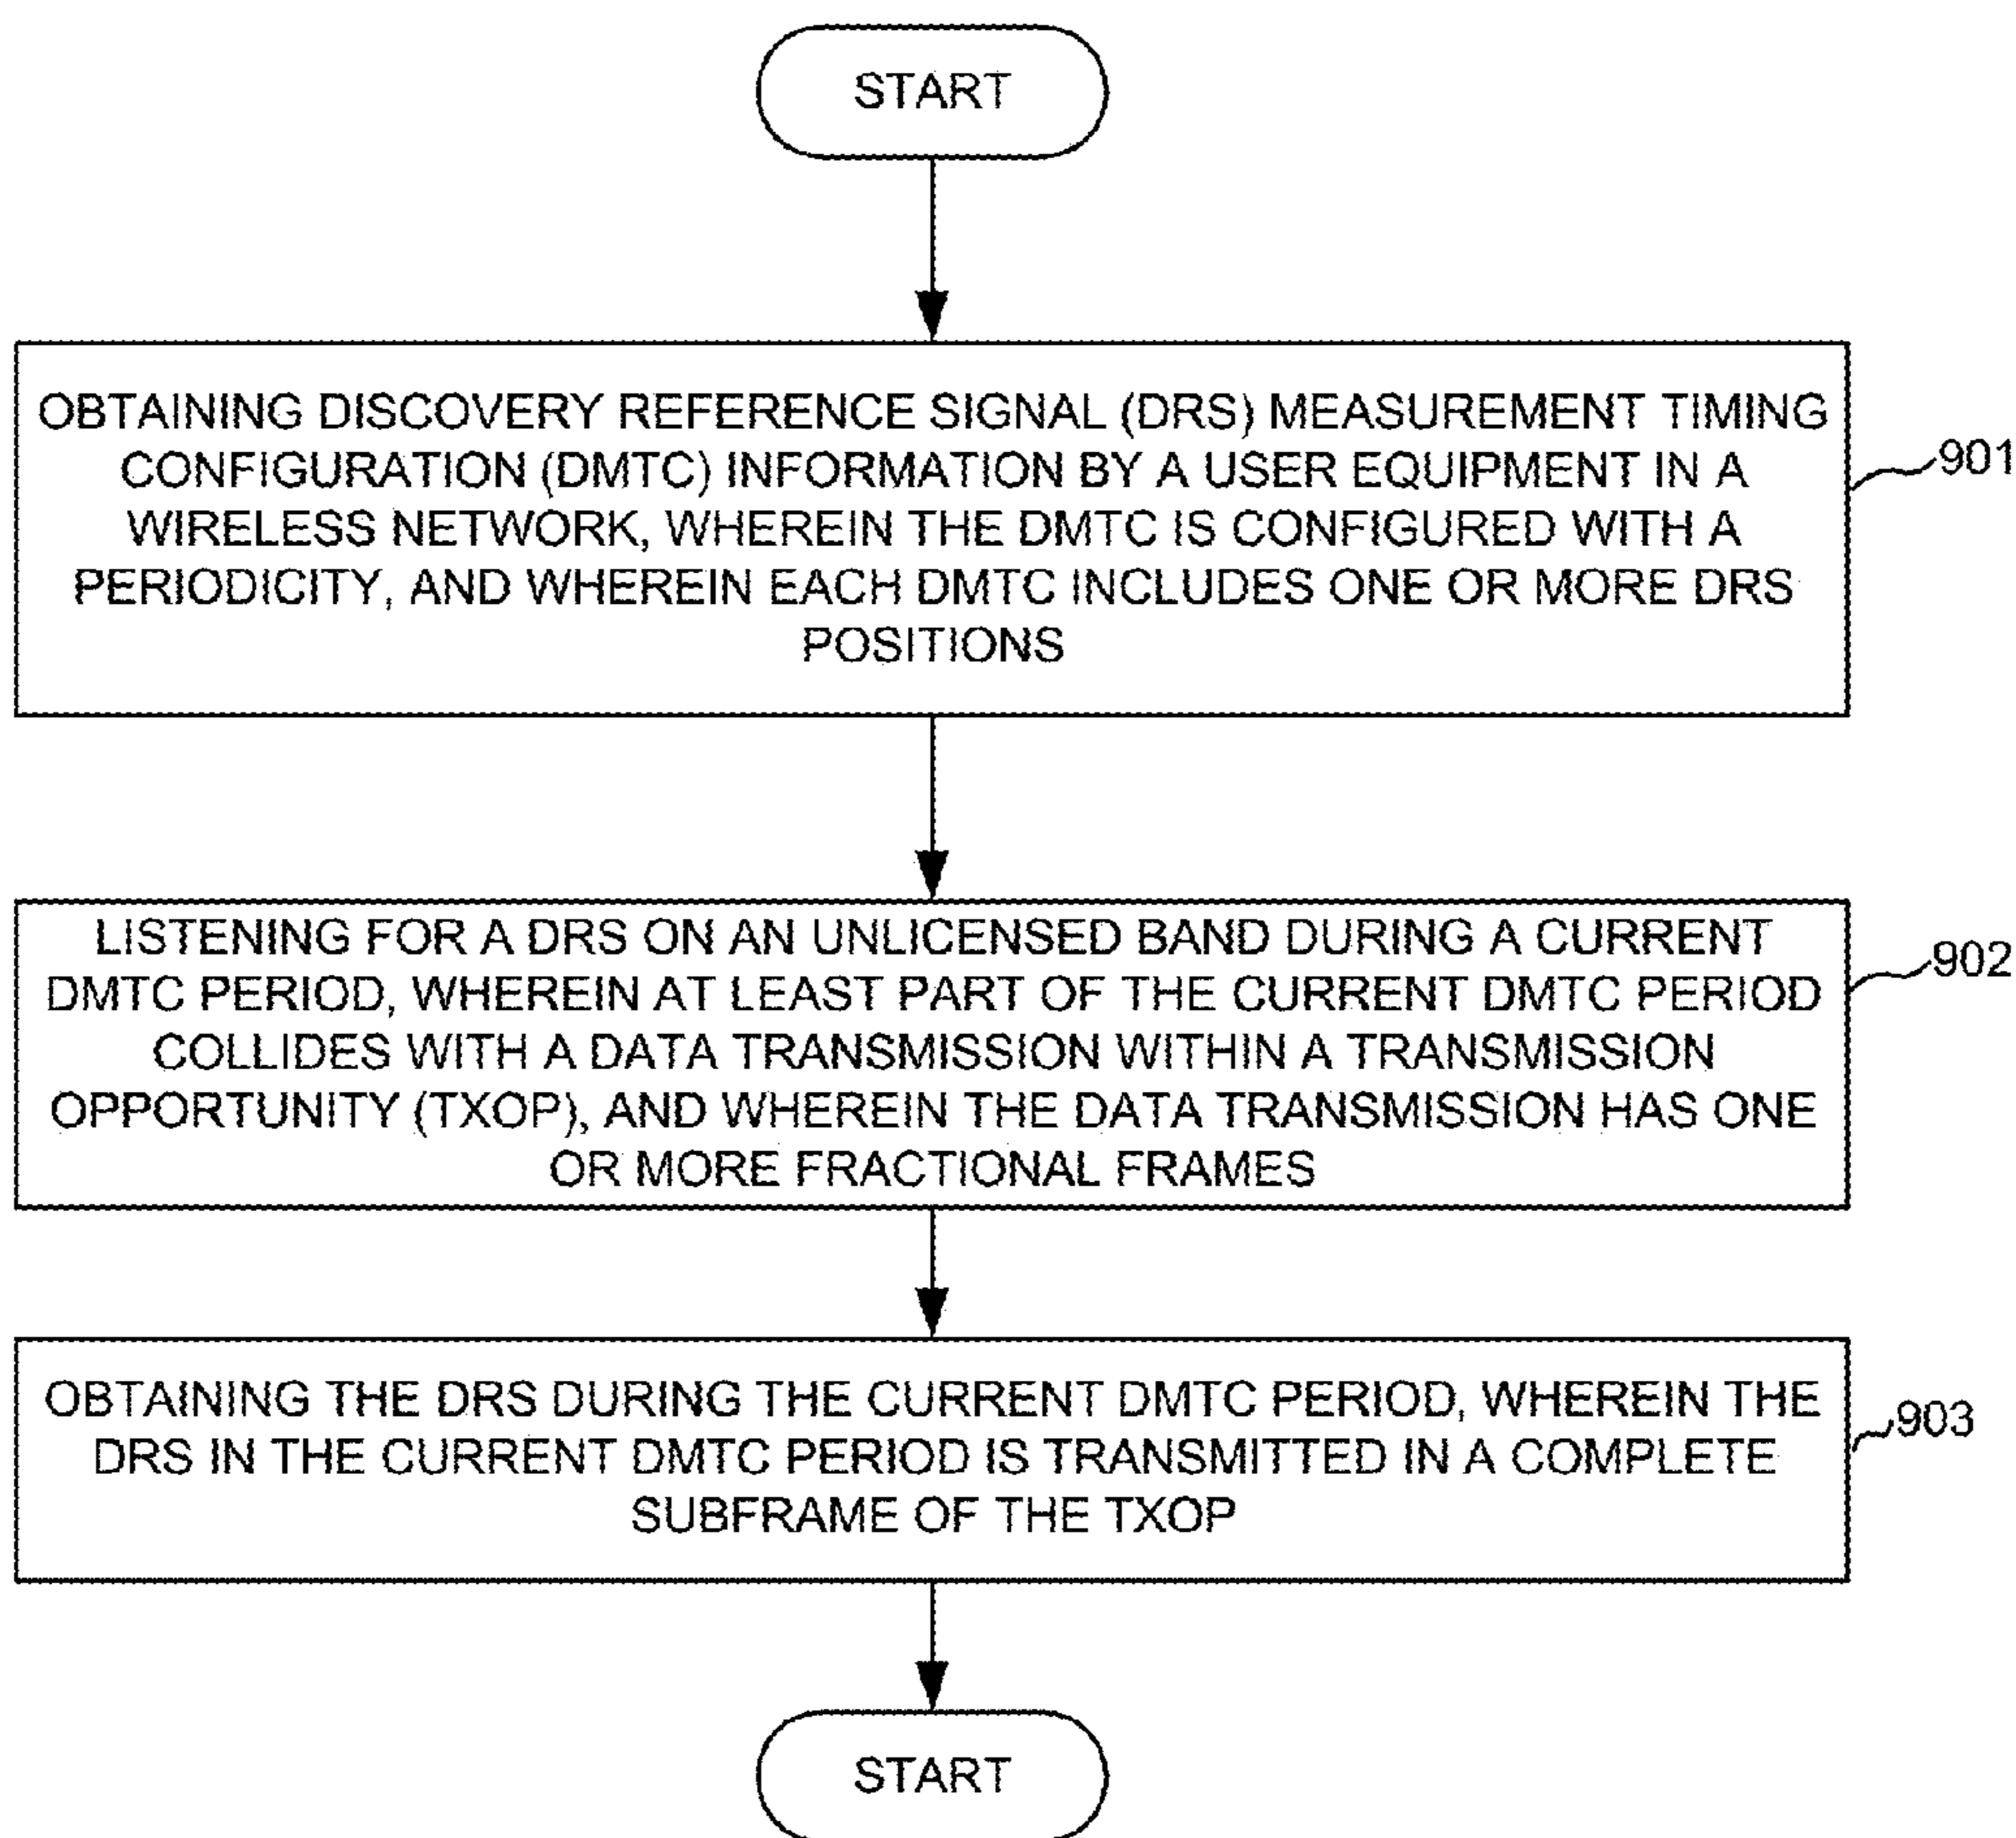 START
OBTAINING DISCOVERY REFERENCE SIGNAL (DRS) MEASUREMENT TIMING
CONFIGURATION (DMTC) INFORMATION BY A USER EQUIPMENT IN A
WIRELESS NETWORK, WHEREIN THE DMTC IS CONFIGURED WITH A
PERIODICITY, AND WHEREIN EACH DMTC INCLUDES ONE OR MORE DRS
POSITIONS
901
LISTENING FOR A DRS ON AN UNLICENSED BAND DURING A CURRENT
DMTC PERIOD, WHEREIN AT LEAST PART OF THE CURRENT DMTC PERIOD
COLLIDES WITH A DATA TRANSMISSION WITHIN A TRANSMISSION
OPPORTUNITY (TXOP), AND WHEREIN THE DATA TRANSMISSION HAS ONE
OR MORE FRACTIONAL FRAMES
902
OBTAINING THE DRS DURING THE CURRENT DMTC PERIOD, WHEREIN THE
DRS IN THE CURRENT DMTC PERIOD IS TRANSMITTED IN A COMPLETE
SUBFRAME OF THE TXOP
903
START